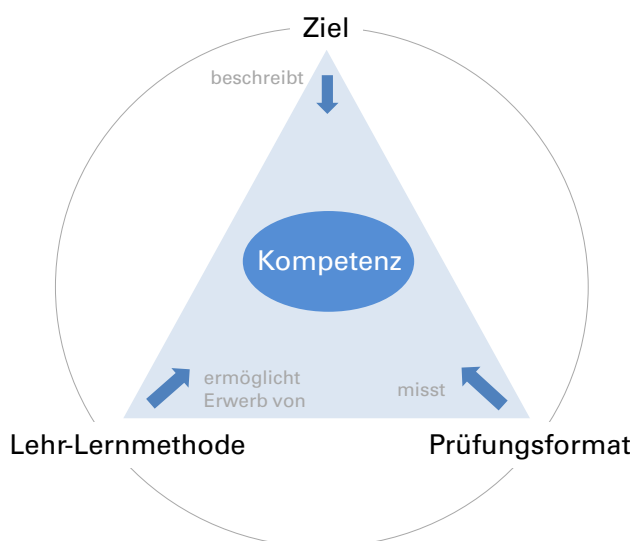 Ziel
beschreibt
Kompetenz
ermöglicht
Erwerb von
misst
Lehr-Lernmethode
Prüfungsformat